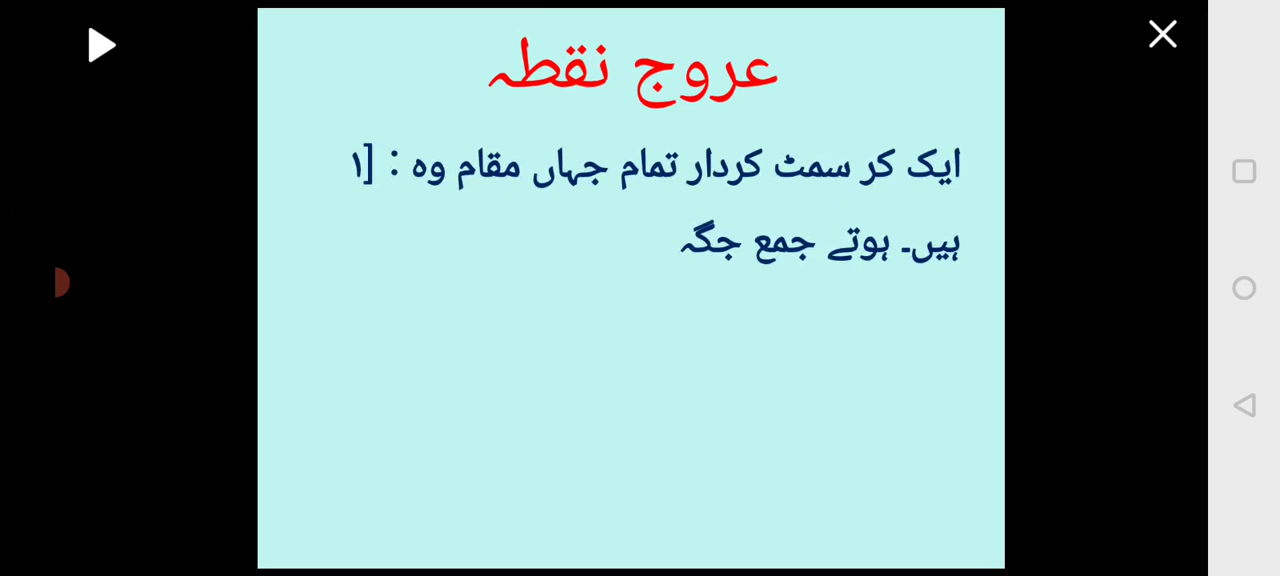 عروج نقطہ
ایک کر سمٹ کردار تمام جہاں مقام وہ : [۱
ہیں۔ ہوتے جمع جگہ